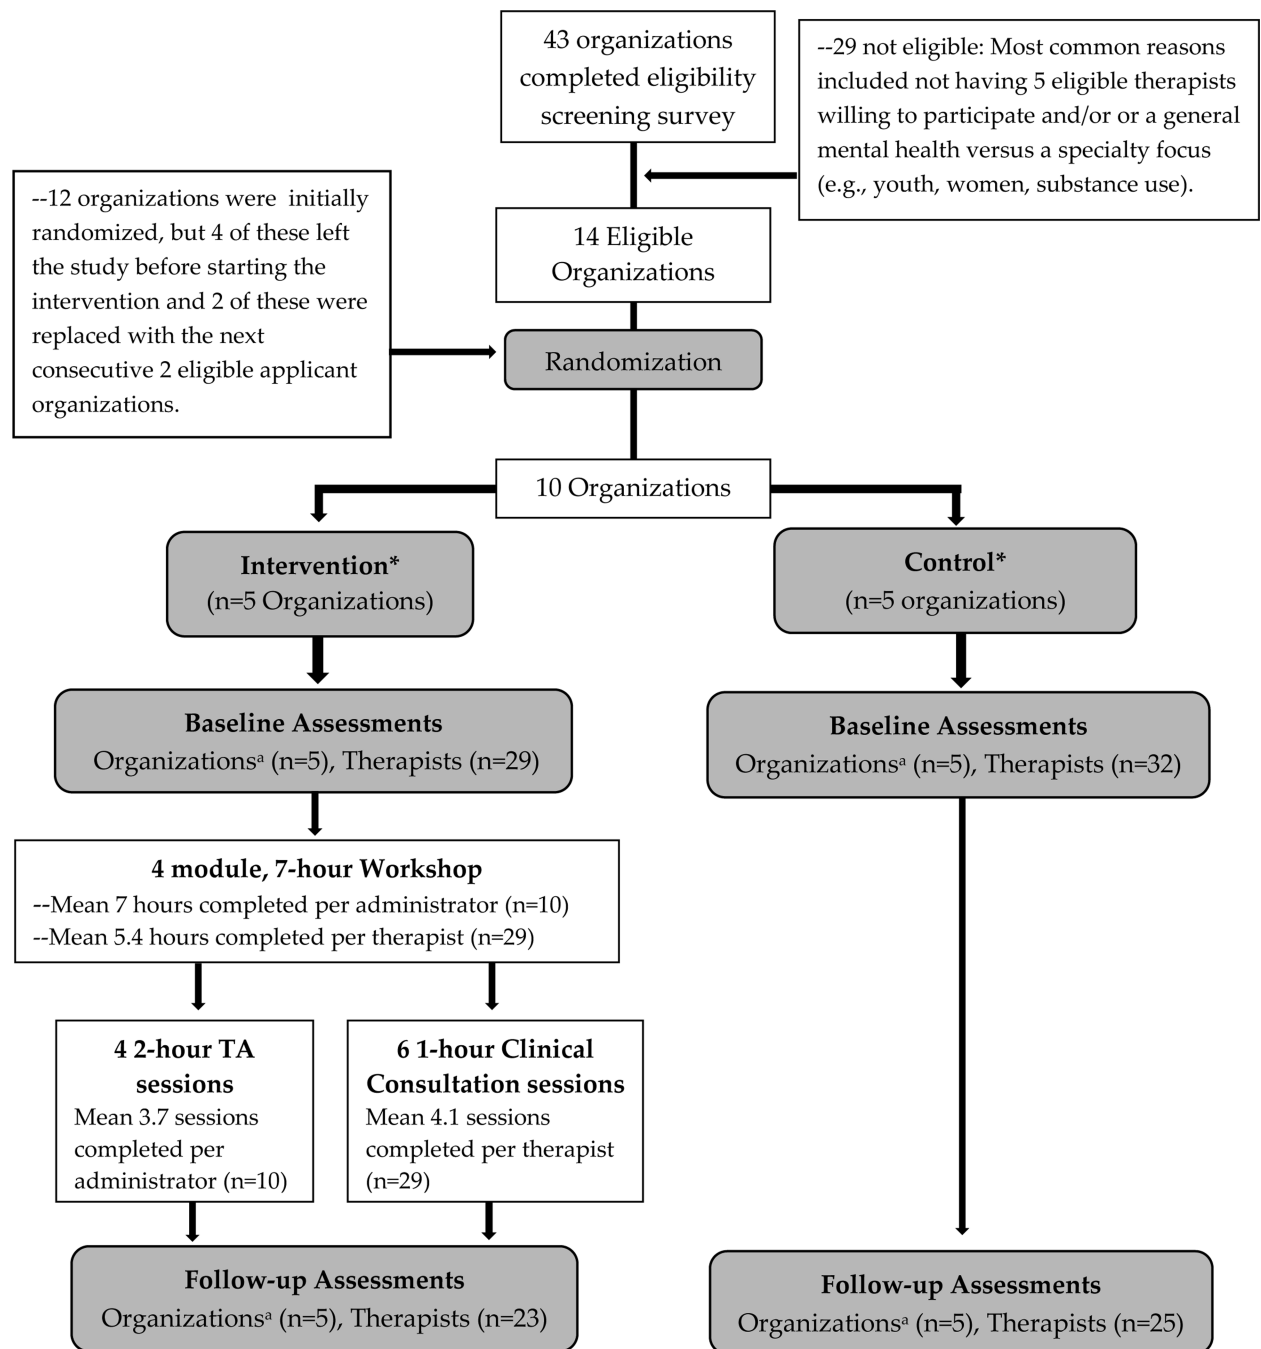 43 organizations
completed eligibility
screening survey
--29 not eligible: Most common reasons
included not having 5 eligible therapists
willing to participate and/or or a general
mental health versus a specialty focus
(e.g., youth, women, substance use).
--12 organizations were initially
randomized, but 4 of these left
the study before starting the
intervention and 2 of these were
replaced with the next
consecutive 2 eligible applicant
organizations.
14 Eligible
Organizations
Randomization
10 Organizations
Intervention*
(n=5 Organizations)
Control*
(n=5 organizations)
Baseline Assessments
Organizationsᵃ (n=5), Therapists (n=29)
Baseline Assessments
Organizationsᵃ (n=5), Therapists (n=32)
4 module, 7-hour Workshop
--Mean 7 hours completed per administrator (n=10)
--Mean 5.4 hours completed per therapist (n=29)
4 2-hour TA
sessions
Mean 3.7 sessions
completed per
administrator (n=10)
6 1-hour Clinical
Consultation sessions
Mean 4.1 sessions
completed per therapist
(n=29)
Follow-up Assessments
Organizationsᵃ (n=5), Therapists (n=23)
Follow-up Assessments
Organizationsᵃ (n=5), Therapists (n=25)